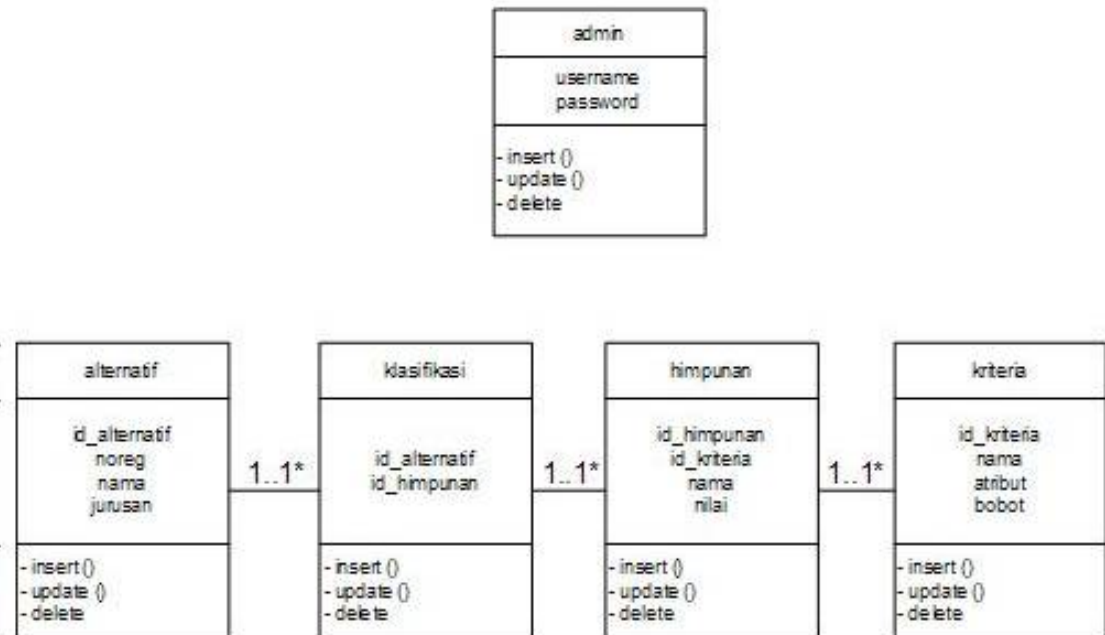 admin
username
password
- insert ()
- update ()
- delete
alternatif
id_alternatif
noreg
nama
jurusan
- insert ()
- update ()
- delete
1..1*
klasifikasi
id_alternatif
id_himpunan
- insert ()
- update ()
- delete
1..1*
himpunan
id_himpunan
id_kriteria
nama
nilai
- insert ()
- update ()
- delete
1..1*
kriteria
id_kriteria
nama
atribut
bobot
- insert ()
- update ()
- delete